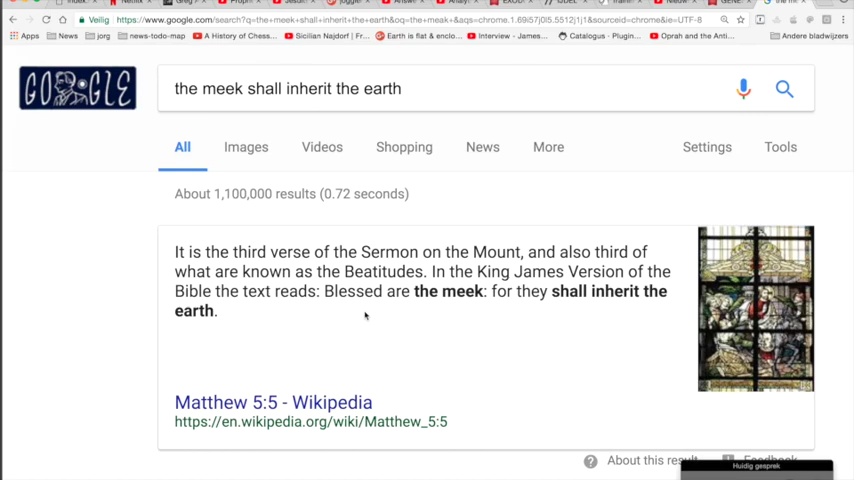 index.
Netflix
Greg
Veilig
https://www.google.com/search?q=the+meek+shall+inherit+the+earth&oq=the+meak+&aqs=chrome.1.69i57j0l5.5512j1j1&sourceid=chrome&ie=UTF-8
Apps
News
jorg
news-todo-map
A History of Chess...
Sicilian Najdorf | Fr...
Earth is flat & enclo...
Interview - James...
Catalogus - Plugin...
Oprah and the Anti...
Andere bladwijzers
GOOGLE
the meek shall inherit the earth
All Images Videos Shopping News More Settings Tools
About 1,100,000 results (0.72 seconds)
It is the third verse of the Sermon on the Mount, and also third of
what are known as the Beatitudes. In the King James Version of the
Bible the text reads: Blessed are the meek: for they shall inherit the
earth.
Matthew 5:5 - Wikipedia
https://en.wikipedia.org/wiki/Matthew_5:5
About this result
Feedback
Huidig gesprek